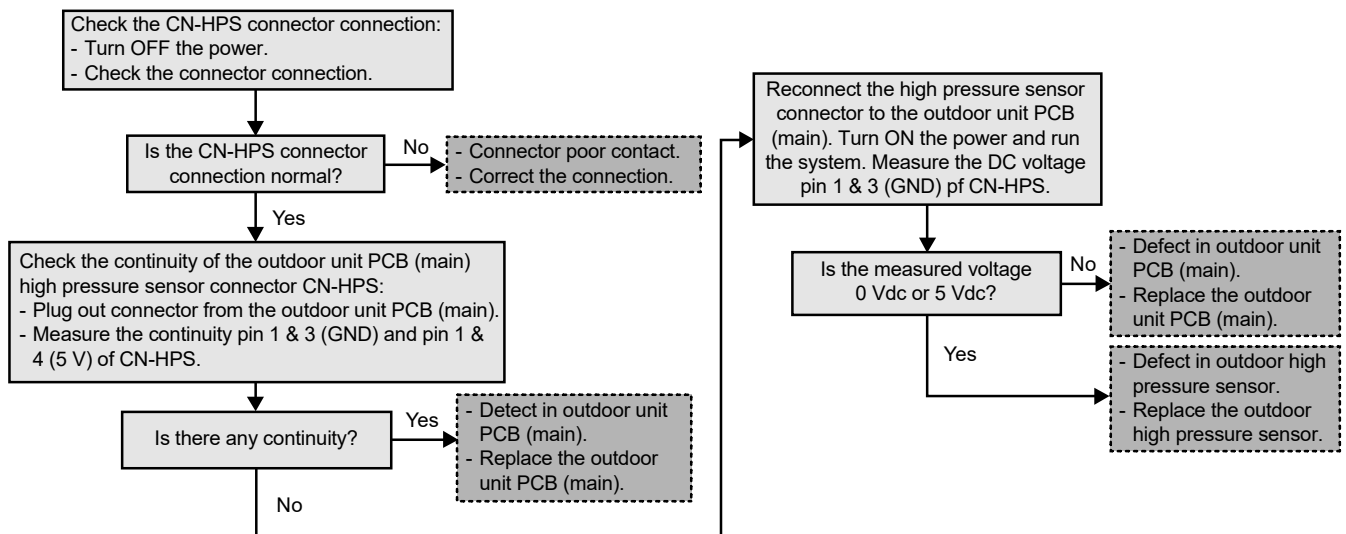 Check the CN-HPS connector connection:
- Turn OFF the power.
- Check the connector connection.
Is the CN-HPS connector
connection normal?
No
- Connector poor contact.
- Correct the connection.
Yes
Check the continuity of the outdoor unit PCB (main)
high pressure sensor connector CN-HPS:
- Plug out connector from the outdoor unit PCB (main).
- Measure the continuity pin 1 & 3 (GND) and pin 1 &
4 (5 V) of CN-HPS.
Is there any continuity?
Yes
- Detect in outdoor unit
PCB (main).
- Replace the outdoor
unit PCB (main).
No
Reconnect the high pressure sensor
connector to the outdoor unit PCB
(main). Turn ON the power and run
the system. Measure the DC voltage
pin 1 & 3 (GND) pf CN-HPS.
Is the measured voltage
0 Vdc or 5 Vdc?
No
- Defect in outdoor unit
PCB (main).
- Replace the outdoor
unit PCB (main).
Yes
- Defect in outdoor high
pressure sensor.
- Replace the outdoor
high pressure sensor.